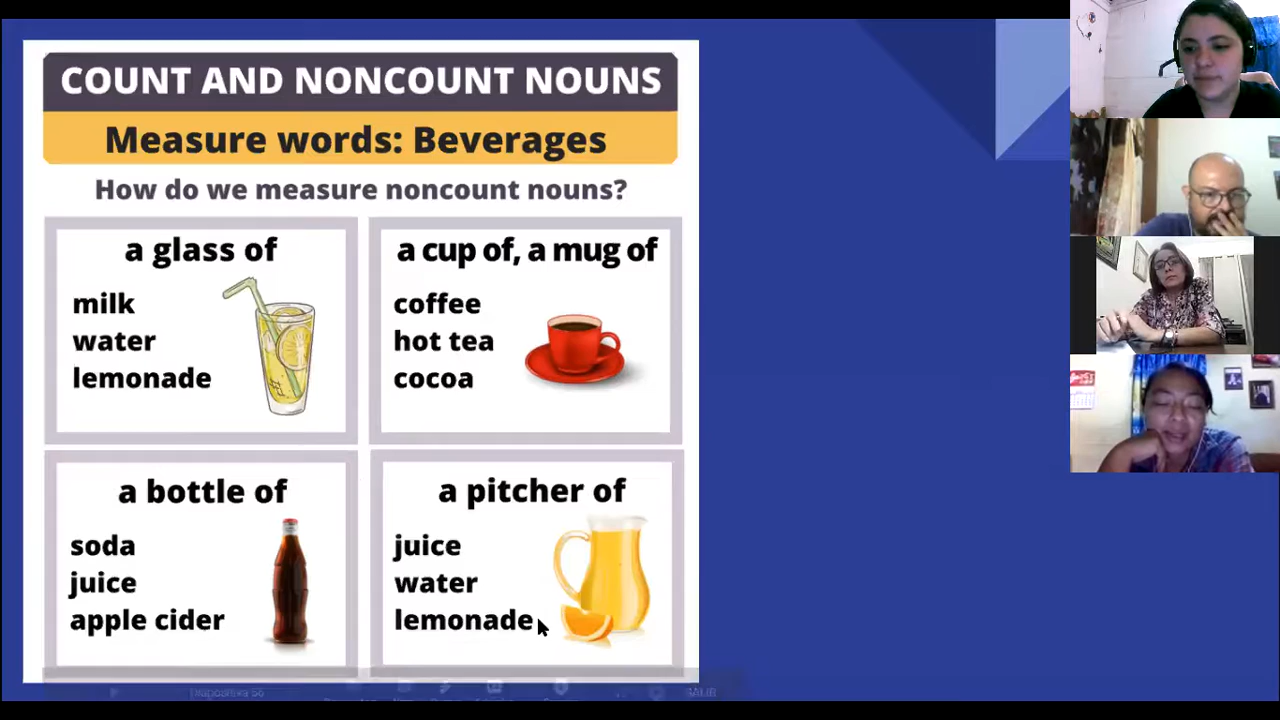 COUNT AND NONCOUNT NOUNS
Measure words: Beverages
How do we measure noncount nouns?
a glass of
milk
water
lemonade
a cup of, a mug of
coffee
hot tea
cocoa
a bottle of
soda
juice
apple cider
a pitcher of
juice
water
lemonade